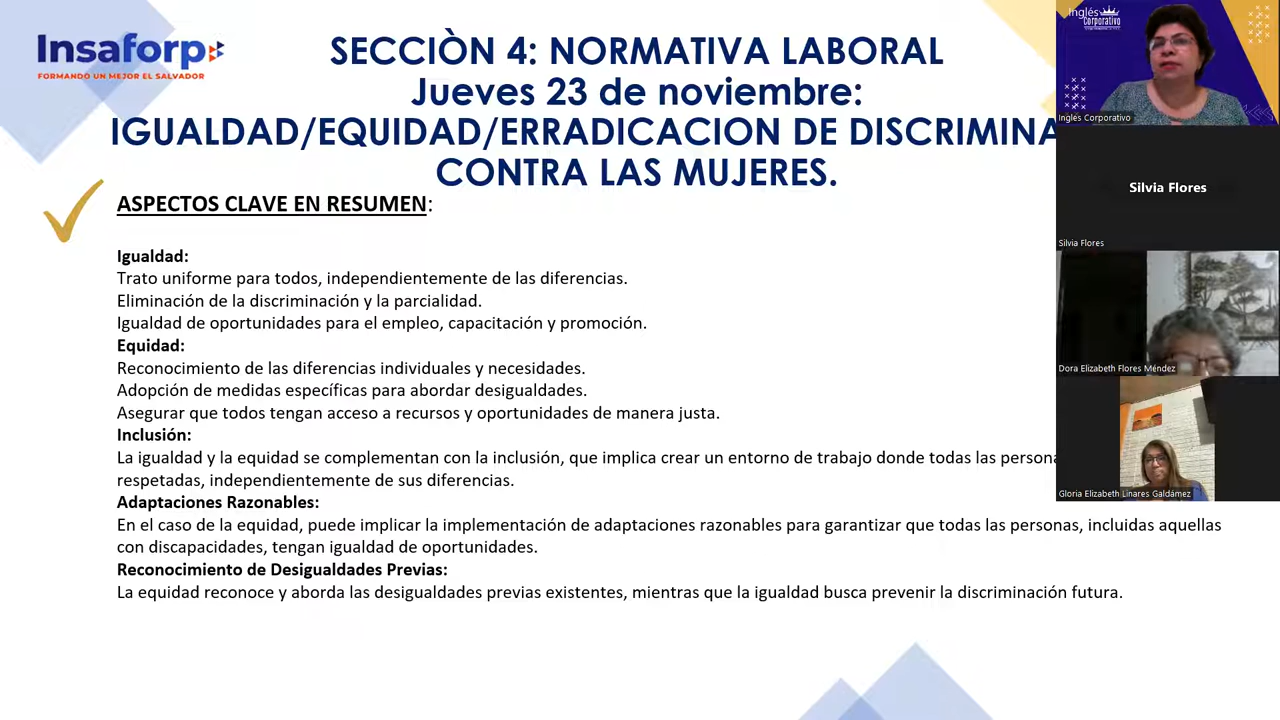 Insaforp
FORMANDO UN MEJOR EL SALVADOR
SECCIÒN 4: NORMATIVA LABORAL
Jueves 23 de noviembre:
IGUALDAD/EQUIDAD/ERRADICACION DE DISCRIMINA
CONTRA LAS MUJERES.
ASPECTOS CLAVE EN RESUMEN:
Igualdad:
Trato uniforme para todos, independientemente de las diferencias.
Eliminación de la discriminación y la parcialidad.
Igualdad de oportunidades para el empleo, capacitación y promoción.
Equidad:
Reconocimiento de las diferencias individuales y necesidades.
Adopción de medidas específicas para abordar desigualdades.
Asegurar que todos tengan acceso a recursos y oportunidades de manera justa.
Inclusión:
La igualdad y la equidad se complementan con la inclusión, que implica crear un entorno de trabajo donde todas las persona
respetadas, independientemente de sus diferencias.
Adaptaciones Razonables:
En el caso de la equidad, puede implicar la implementación de adaptaciones razonables para garantizar que todas las personas, incluidas aquellas
con discapacidades, tengan igualdad de oportunidades.
Reconocimiento de Desigualdades Previas:
La equidad reconoce y aborda las desigualdades previas existentes, mientras que la igualdad busca prevenir la discriminación futura.
Inglés
Corporativo
Inglés Corporativo
Silvia Flores
Silvia Flores
Dora Elizabeth Flores Méndez
Gloria Elizabeth Linares Galdámez